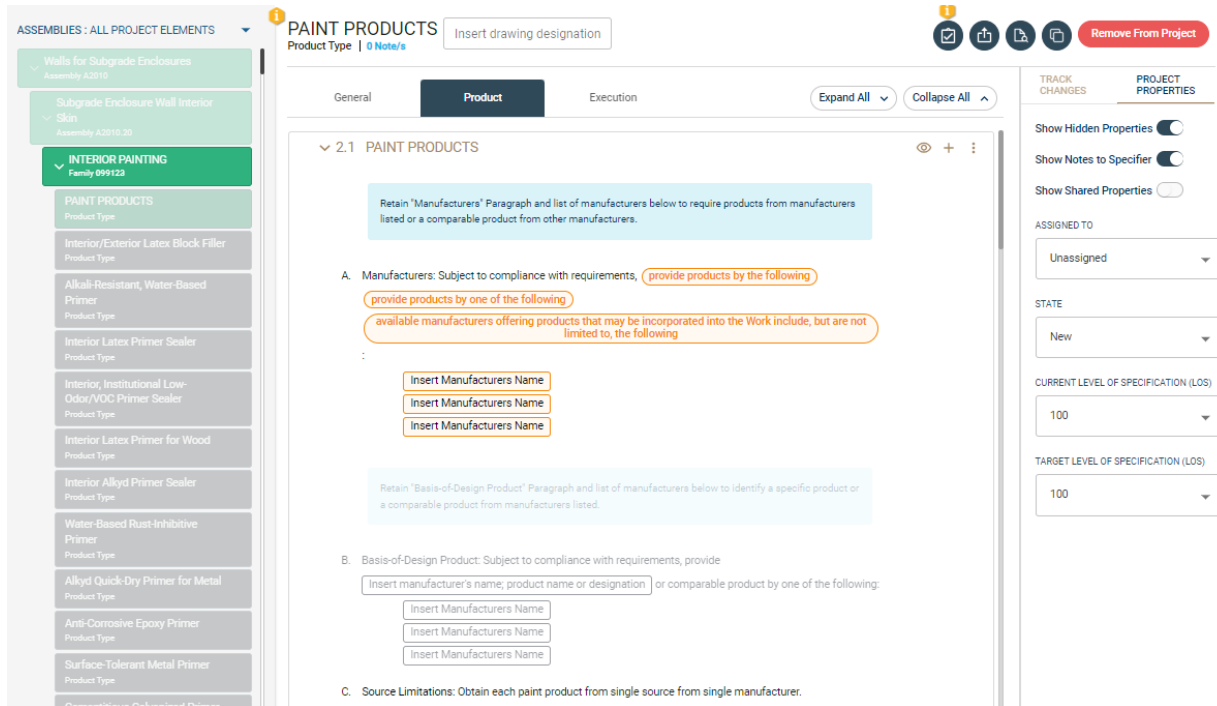 ASSEMBLIES : ALL PROJECT ELEMENTS
Walls for Subgrade Enclosures
Assembly A2010
Subgrade Enclosure Wall Interior
Skin
Assembly A2010.20
INTERIOR PAINTING
Family 099123
PAINT PRODUCTS
Product Type
Interior/Exterior Latex Block Filler
Product Type
Alkali-Resistant, Water-Based
Primer
Product Type
Interior Latex Primer Sealer
Product Type
Interior, Institutional Low-
Odor/VOC Primer Sealer
Product Type
Interior Latex Primer for Wood
Product Type
Interior Alkyd Primer Sealer
Product Type
Water-Based Rust-Inhibitive
Primer
Product Type
Alkyd Quick-Dry Primer for Metal
Product Type
Anti-Corrosive Epoxy Primer
Product Type
Surface-Tolerant Metal Primer
Product Type
PAINT PRODUCTS
Insert drawing designation
Product Type | 0 Note/s
Remove From Project
General
Product
Execution
Expand All
Collapse All
2.1 PAINT PRODUCTS
Retain "Manufacturers" Paragraph and list of manufacturers below to require products from manufacturers
listed or a comparable product from other manufacturers.
A. Manufacturers: Subject to compliance with requirements, provide products by the following
provide products by one of the following
available manufacturers offering products that may be incorporated into the Work include, but are not
limited to, the following
:
Insert Manufacturers Name
Insert Manufacturers Name
Insert Manufacturers Name
Retain "Basis-of-Design Product" Paragraph and list of manufacturers below to identify a specific product or
a comparable product from manufacturers listed.
B. Basis-of-Design Product: Subject to compliance with requirements, provide
Insert manufacturer's name; product name or designation or comparable product by one of the following:
Insert Manufacturers Name
Insert Manufacturers Name
Insert Manufacturers Name
C. Source Limitations: Obtain each paint product from single source from single manufacturer.
TRACK
CHANGES
PROJECT
PROPERTIES
Show Hidden Properties
Show Notes to Specifier
Show Shared Properties
ASSIGNED TO
Unassigned
STATE
New
CURRENT LEVEL OF SPECIFICATION (LOS)
100
TARGET LEVEL OF SPECIFICATION (LOS)
100